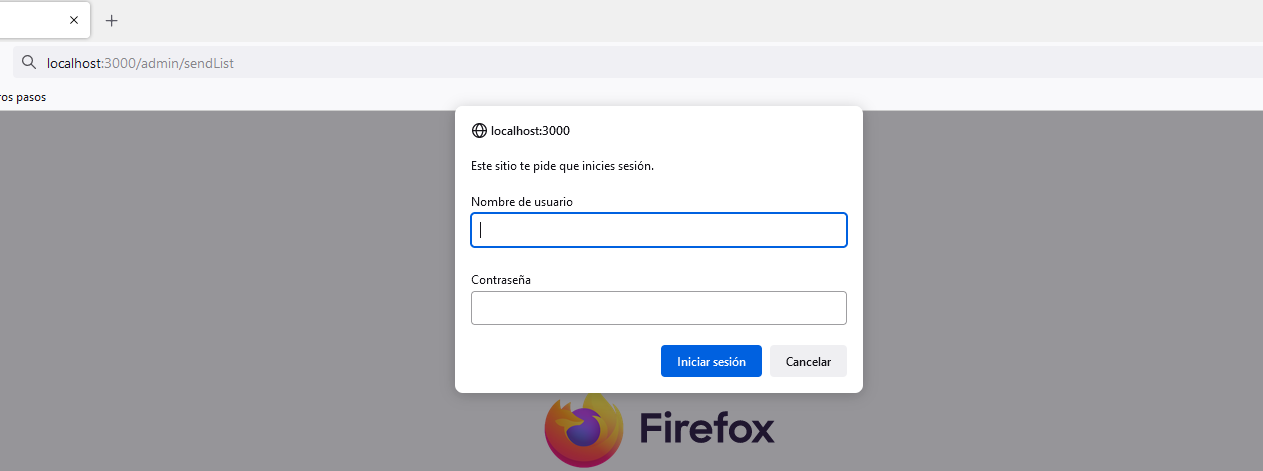 localhost:3000/admin/sendList
ros pasos
localhost:3000
Este sitio te pide que inicies sesión.
Nombre de usuario
Contraseña
Iniciar sesión
Cancelar
Firefox